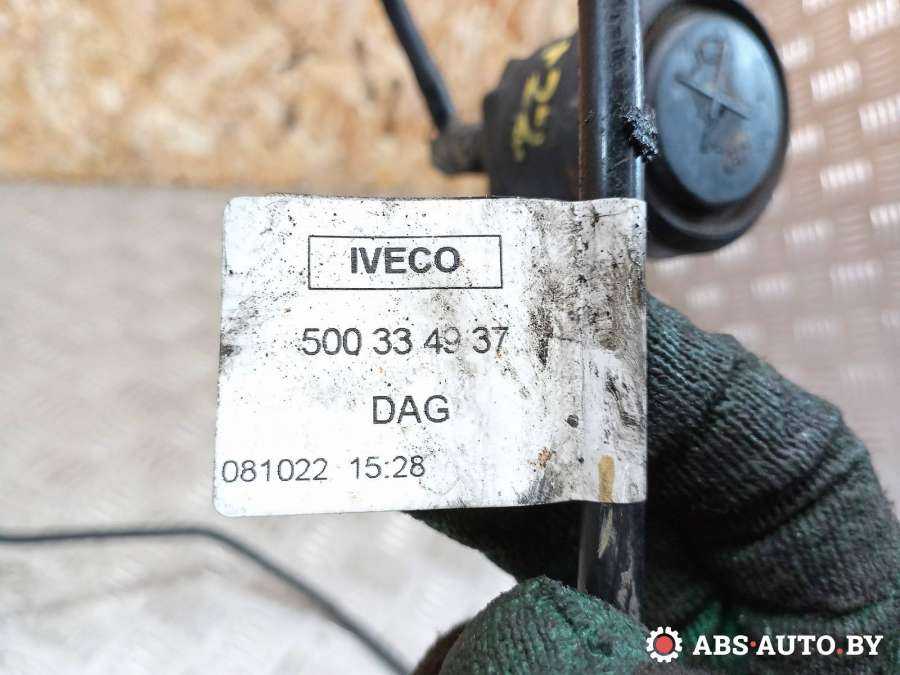 IVECO
500 33 49 37
DAG
081022 15:28
ABS-AUTO.BY